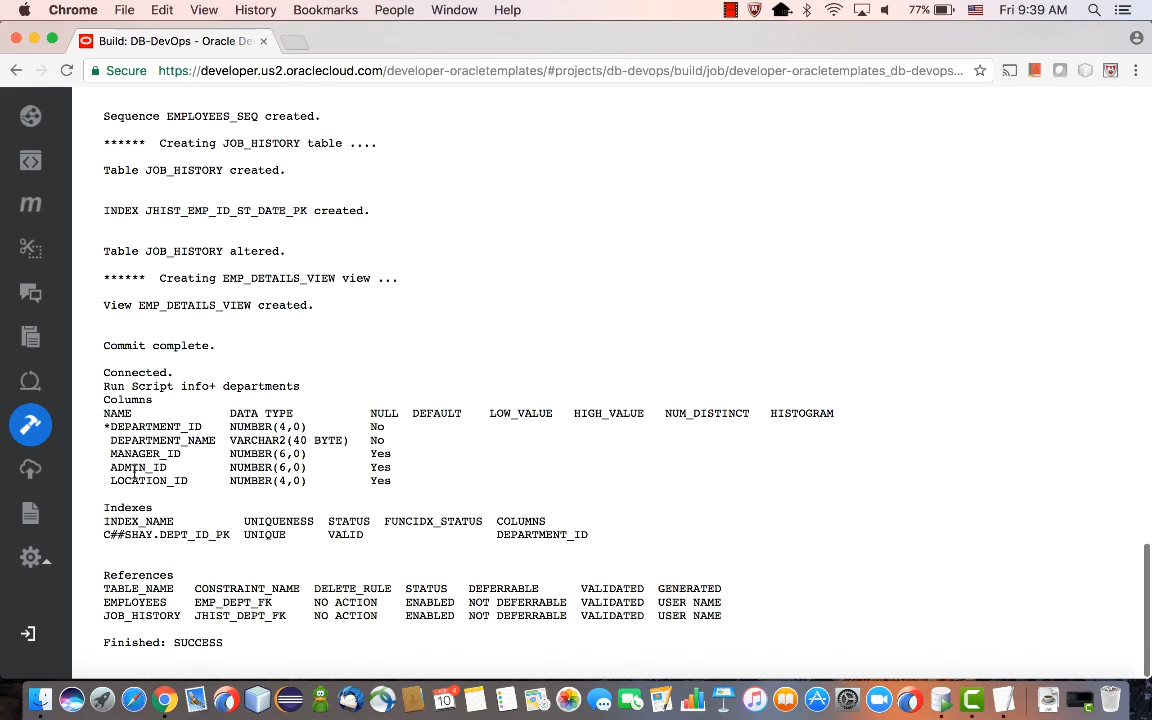 Chrome File Edit View History Bookmarks People Window Help 77% Fri 9:39 AM
Build: DB-DevOps - Oracle De
Secure https://developer.us2.oraclecloud.com/developer-oracletemplates/#projects/db-devops/build/job/developer-oracletemplates_db-devops...
Sequence EMPLOYEES_SEQ created.
****** Creating JOB_HISTORY table ....
Table JOB_HISTORY created.
INDEX JHIST_EMP_ID_ST_DATE_PK created.
Table JOB_HISTORY altered.
****** Creating EMP_DETAILS_VIEW view ...
View EMP_DETAILS_VIEW created.
Commit complete.
Connected.
Run Script info+ departments
Columns
NAME DATA TYPE NULL DEFAULT LOW_VALUE HIGH_VALUE NUM_DISTINCT HISTOGRAM
*DEPARTMENT_ID NUMBER(4,0) No
DEPARTMENT_NAME VARCHAR2(40 BYTE) No
MANAGER_ID NUMBER(6,0) Yes
ADMIN_ID NUMBER(6,0) Yes
LOCATION_ID NUMBER(4,0) Yes
Indexes
INDEX_NAME UNIQUENESS STATUS FUNCIDX_STATUS COLUMNS
C##SHAY.DEPT_ID_PK UNIQUE VALID DEPARTMENT_ID
References
TABLE_NAME CONSTRAINT_NAME DELETE_RULE STATUS DEFERRABLE VALIDATED GENERATED
EMPLOYEES EMP_DEPT_FK NO ACTION ENABLED NOT DEFERRABLE VALIDATED USER NAME
JOB_HISTORY JHIST_DEPT_FK NO ACTION ENABLED NOT DEFERRABLE VALIDATED USER NAME
Finished: SUCCESS